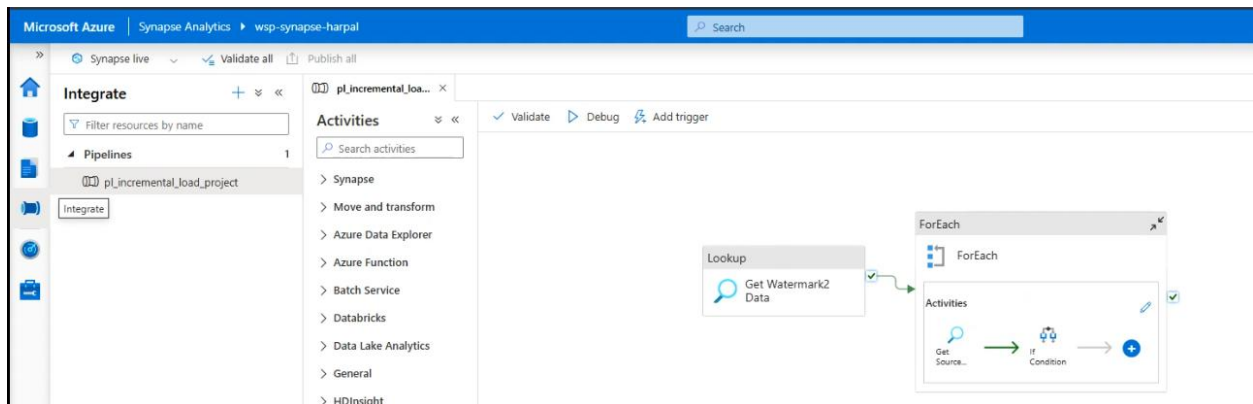 Microsoft Azure | Synapse Analytics ▸ wsp-synapse-harpal
Search
Synapse live
Validate all
Publish all
Integrate
Filter resources by name
Pipelines 1
pl_incremental_load_project
Integrate
pl_incremental_loa...
Activities
Search activities
Synapse
Move and transform
Azure Data Explorer
Azure Function
Batch Service
Databricks
Data Lake Analytics
General
HDInsight
Validate
Debug
Add trigger
Lookup
Get Watermark2
Data
ForEach
ForEach
Activities
Get
Source...
If
Condition